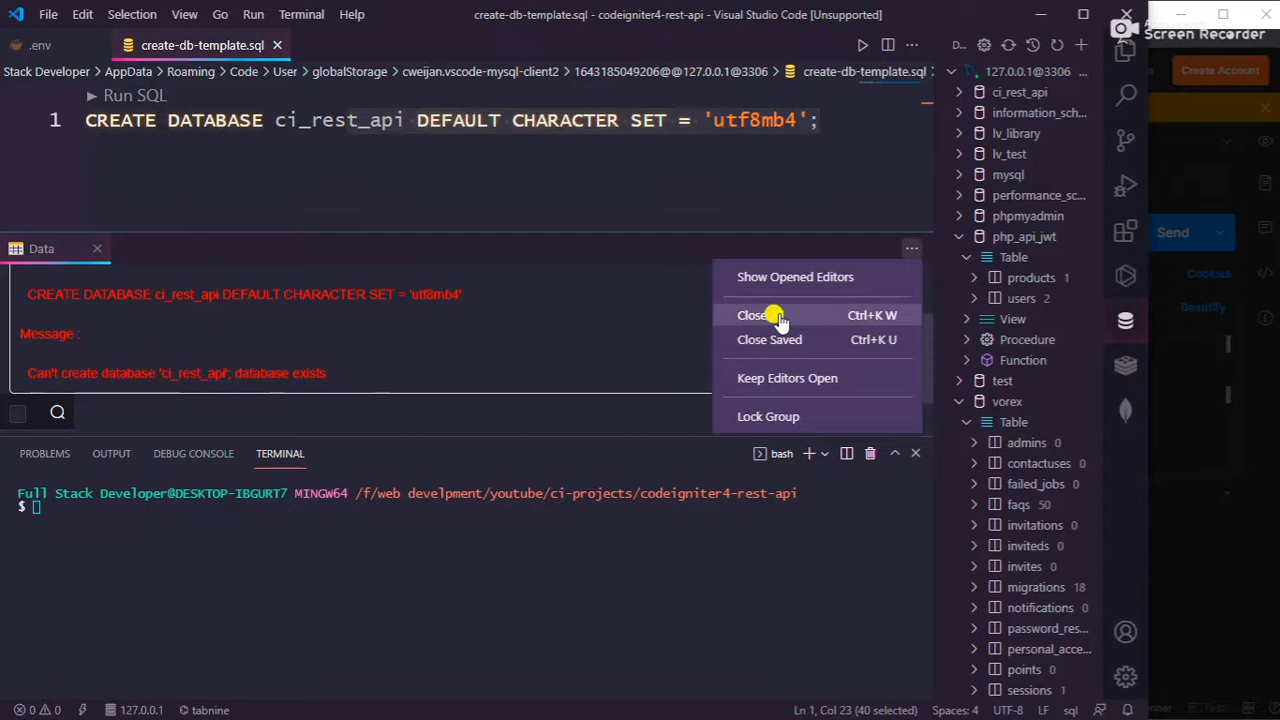 File Edit Selection View Go Run Terminal Help
create-db-template.sql - codeigniter4-rest-api - Visual Studio Code [Unsupported]
Screen Recorder
.env
create-db-template.sql
D...
Stack Developer > AppData > Roaming > Code > User > globalStorage > cweijan.vscode-mysql-client2 > 1643185049206@@127.0.0.1@3306 > create-db-template.sql
Run SQL
1 CREATE DATABASE ci_rest_api DEFAULT CHARACTER SET = 'utf8mb4';
Data
CREATE DATABASE ci_rest_api DEFAULT CHARACTER SET = 'utf8mb4'
Message :
Can't create database 'ci_rest_api'; database exists
Show Opened Editors
Close Ctrl+K W
Close Saved Ctrl+K U
Keep Editors Open
Lock Group
PROBLEMS OUTPUT DEBUG CONSOLE TERMINAL
bash
Full Stack Developer@DESKTOP-IBGURT7 MINGW64 /f/web develpment/youtube/ci-projects/codeigniter4-rest-api
$
127.0.0.1@3306 ...
ci_rest_api
information_sch...
lv_library
lv_test
mysql
performance_sc...
phpmyadmin
php_api_jwt
Table
products 1
users 2
View
Procedure
Function
test
vorex
Table
admins 0
contactuses 0
failed_jobs 0
faqs 50
invitations 0
inviteds 0
invites 0
migrations 18
notifications 0
password_res...
personal_acce...
points 0
sessions 1
Create Account
Send
Cookies
Beautify
0 0 127.0.0.1 tabnine
Ln 1, Col 23 (40 selected) Spaces: 4 UTF-8 LF sql